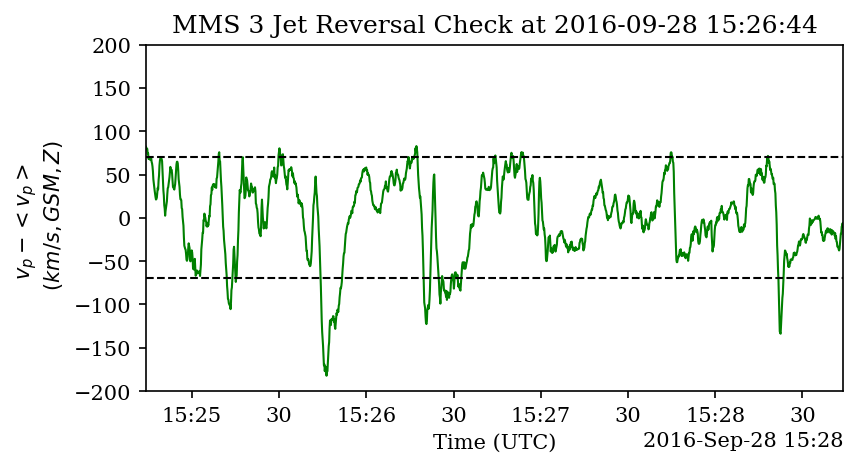 MMS 3 Jet Reversal Check at 2016-09-28 15:26:44
200
150
100
50
0
−50
−100
−150
−200
v_p − < v_p >
(km/s, GSM, Z)
15:25 30 15:26 30 15:27 30 15:28 30
Time (UTC)
2016-Sep-28 15:28